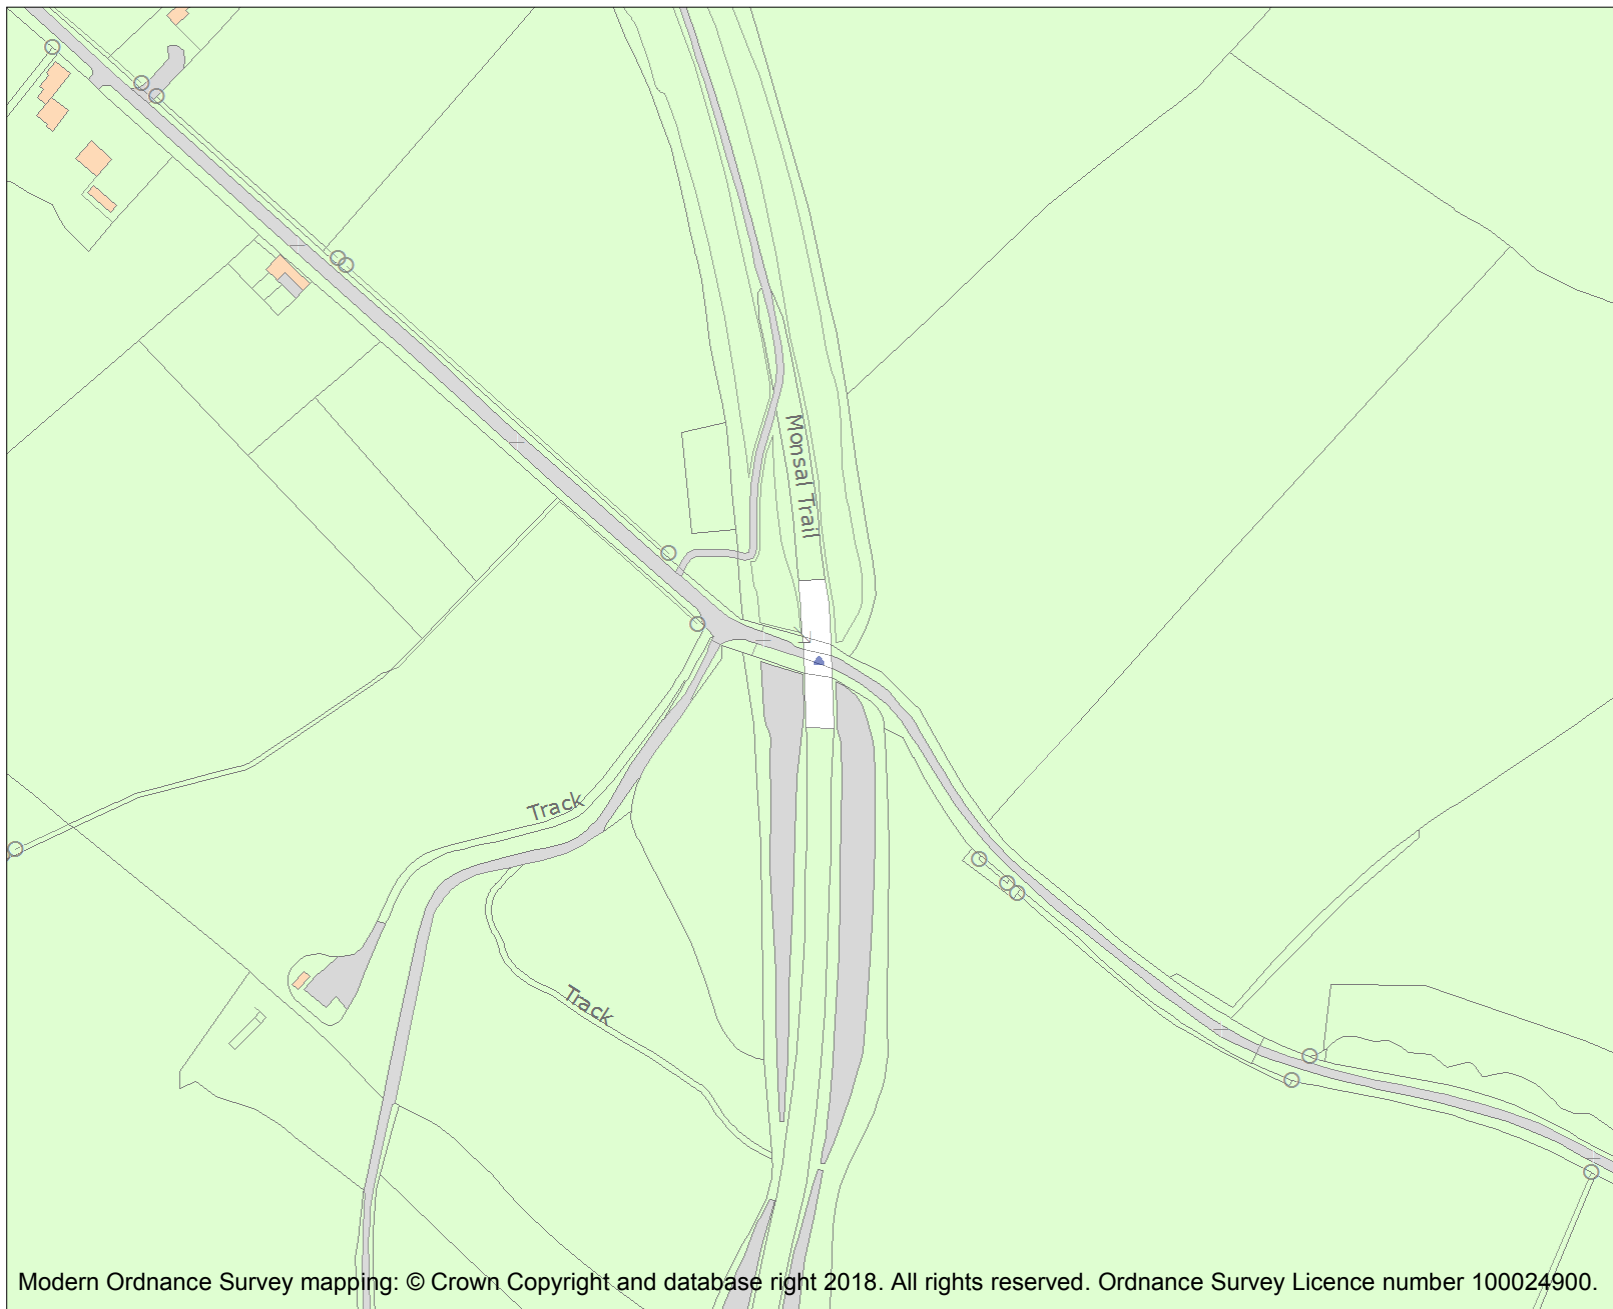 Monsal Trail
Track
Track
Modern Ordnance Survey mapping: © Crown Copyright and database right 2018. All rights reserved. Ordnance Survey Licence number 100024900.